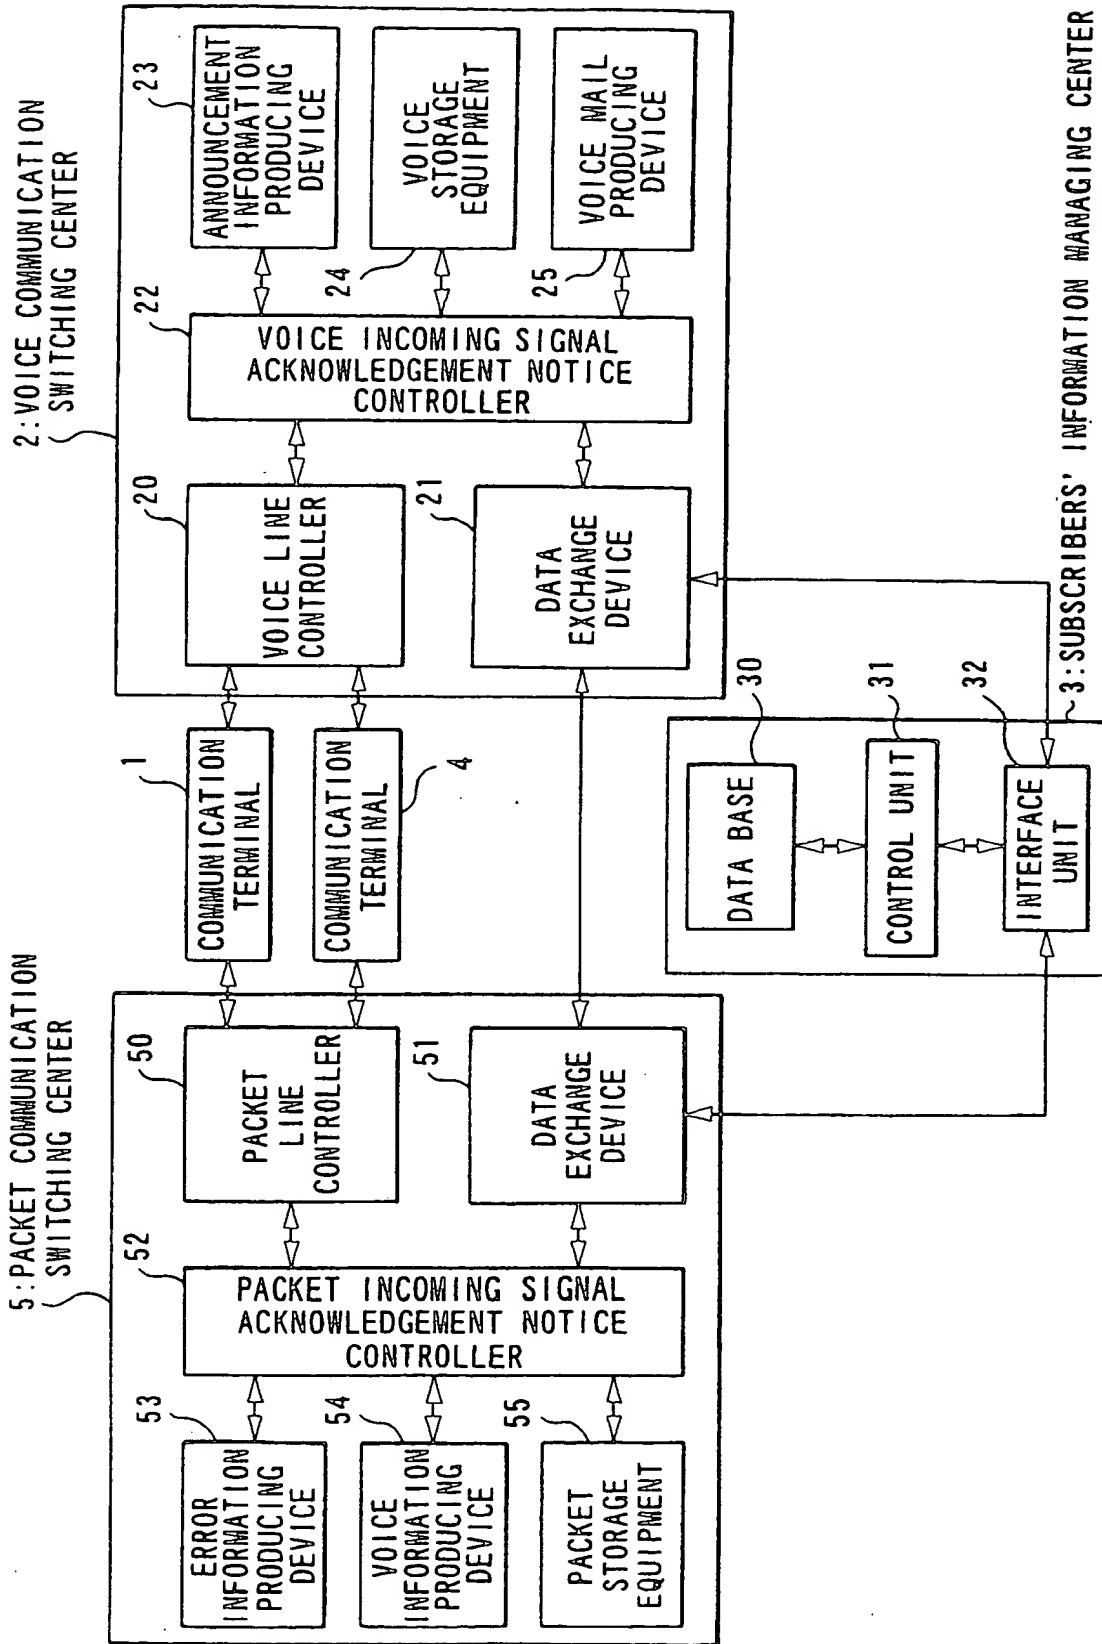 5:PACKET COMMUNICATION
SWITCHING CENTER
53
ERROR
INFORMATION
PRODUCING
DEVICE
54
VOICE
INFORMATION
PRODUCING
DEVICE
55
PACKET
STORAGE
EQUIPMENT
52
PACKET INCOMING SIGNAL
ACKNOWLEDGEMENT NOTICE
CONTROLLER
50
PACKET
LINE
CONTROLLER
51
DATA
EXCHANGE
DEVICE
1
COMMUNICATION
TERMINAL
4
COMMUNICATION
TERMINAL
2:VOICE COMMUNICATION
SWITCHING CENTER
20
VOICE LINE
CONTROLLER
21
DATA
EXCHANGE
DEVICE
22
VOICE INCOMING SIGNAL
ACKNOWLEDGEMENT NOTICE
CONTROLLER
23
ANNOUNCEMENT
INFORMATION
PRODUCING
DEVICE
24
VOICE
STORAGE
EQUIPMENT
25
VOICE MAIL
PRODUCING
DEVICE
30
DATA BASE
31
CONTROL UNIT
32
INTERFACE
UNIT
3:SUBSCRIBERS' INFORMATION MANAGING CENTER